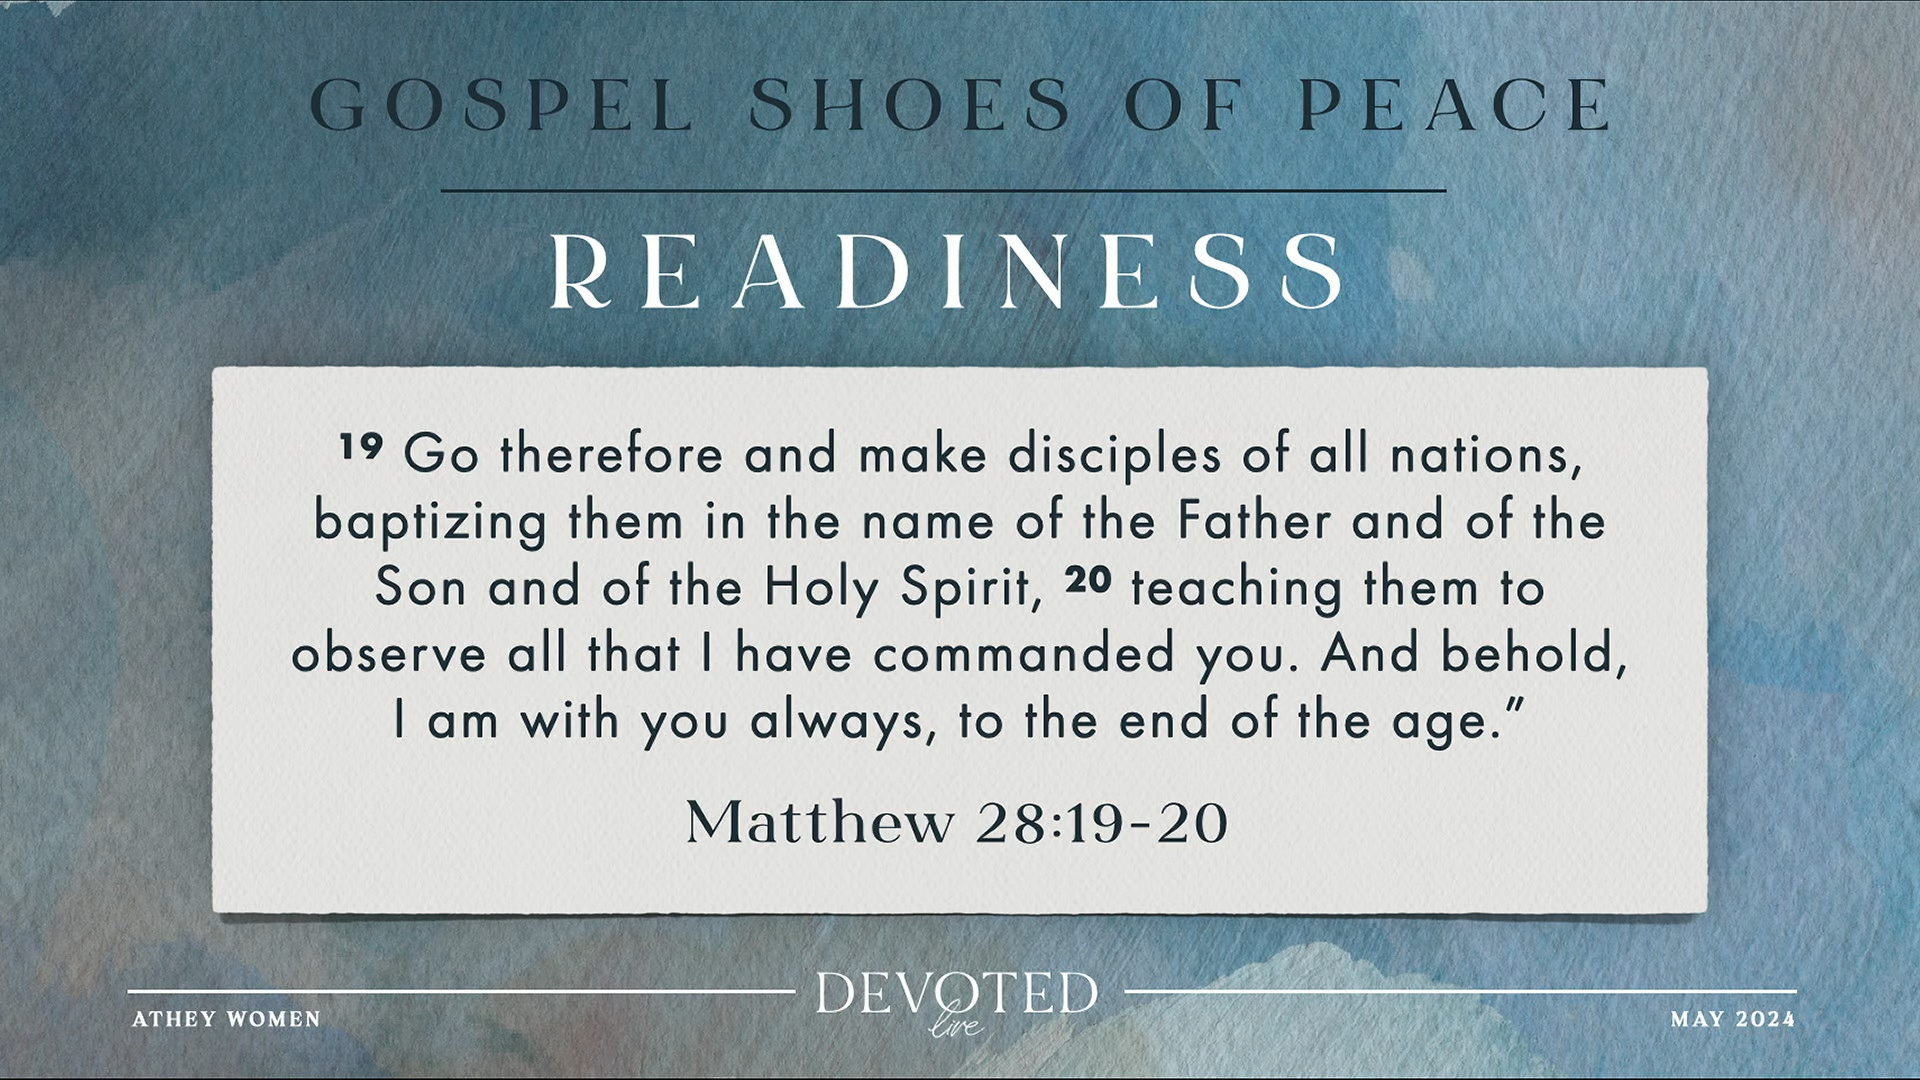 GOSPEL SHOES OF PEACE
READINESS
19 Go therefore and make disciples of all nations,
baptizing them in the name of the Father and of the
Son and of the Holy Spirit, 20 teaching them to
observe all that I have commanded you. And behold,
I am with you always, to the end of the age.”
Matthew 28:19-20
DEVOTED
live
ATHEY WOMEN
MAY 2024